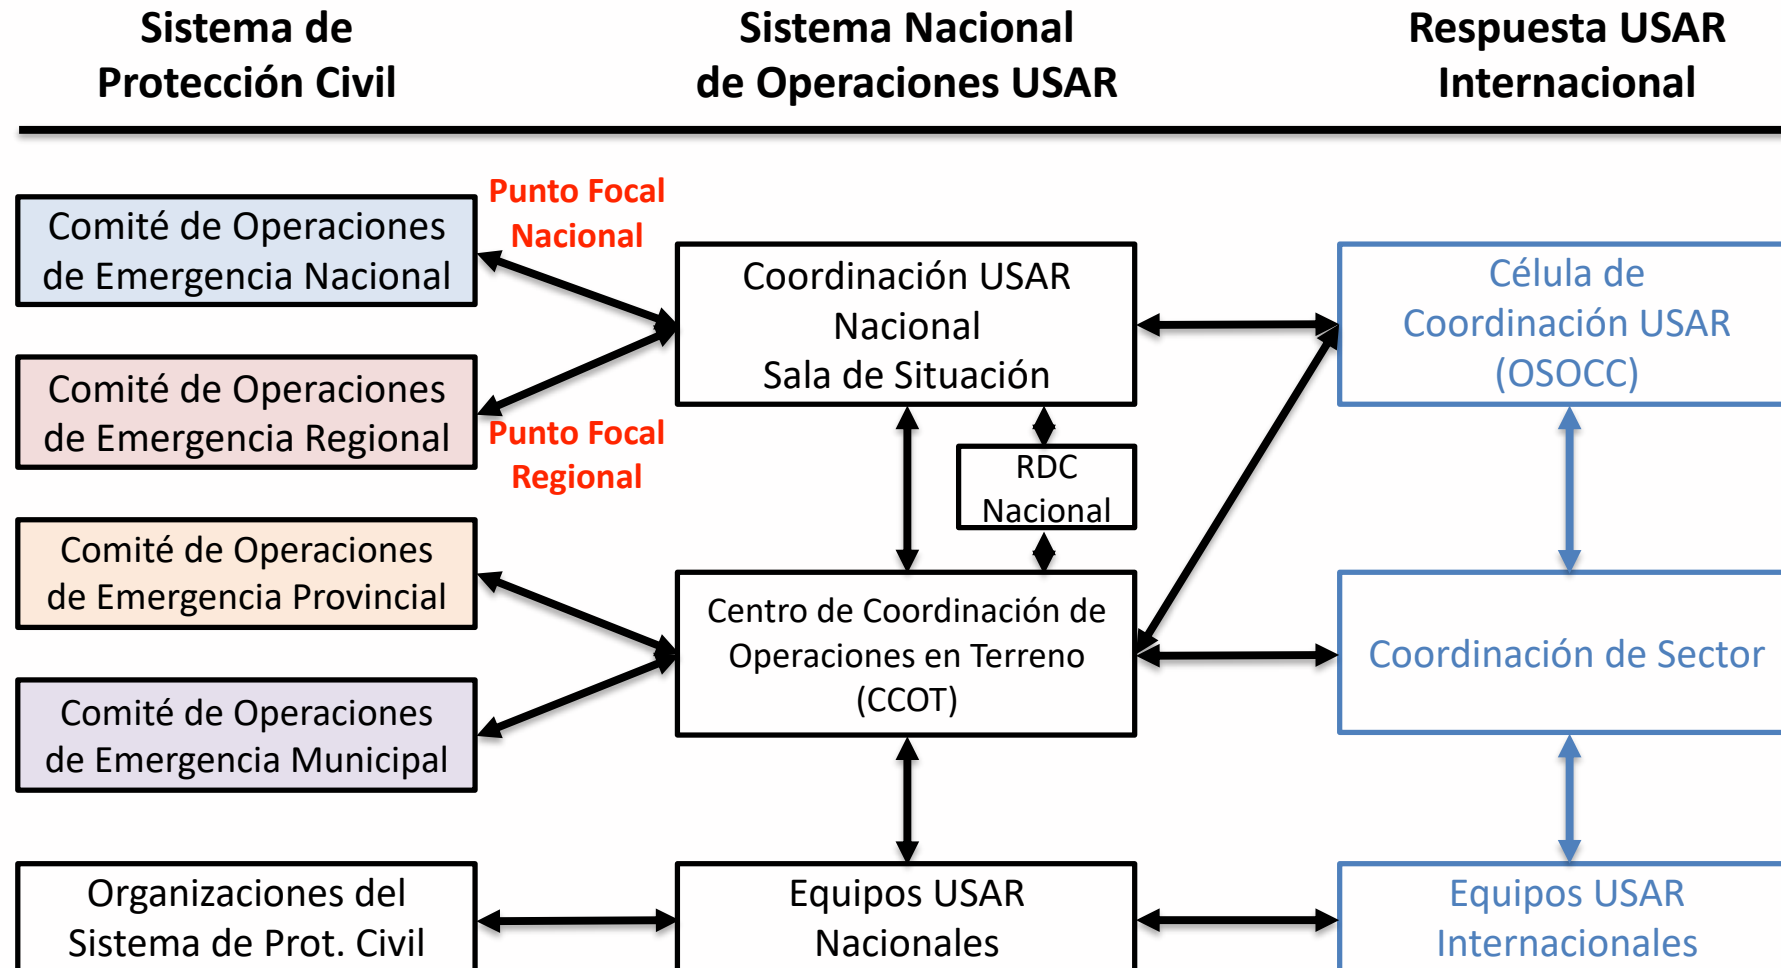 Sistema de
Protección Civil
Sistema Nacional
de Operaciones USAR
Respuesta USAR
Internacional
Comité de Operaciones
de Emergencia Nacional
Punto Focal
Nacional
Comité de Operaciones
de Emergencia Regional
Punto Focal
Regional
Comité de Operaciones
de Emergencia Provincial
Comité de Operaciones
de Emergencia Municipal
Organizaciones del
Sistema de Prot. Civil
Coordinación USAR
Nacional
Sala de Situación
RDC
Nacional
Centro de Coordinación de
Operaciones en Terreno
(CCOT)
Equipos USAR
Nacionales
Célula de
Coordinación USAR
(OSOCC)
Coordinación de Sector
Equipos USAR
Internacionales